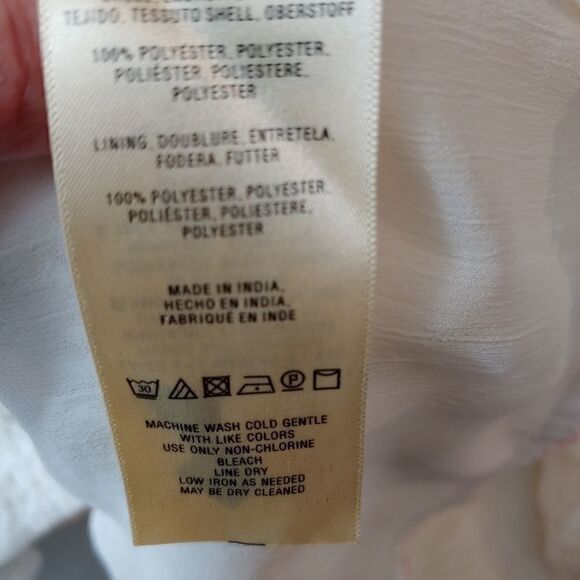 TEJIDO, TESSUTO SHELL, OBERSTOFF
100% POLYESTER, POLYESTER,
POLIÉSTER, POLIESTERE,
POLYESTER
LINING, DOUBLURE, ENTRETELA,
FODERA, FUTTER
100% POLYESTER, POLYESTER,
POLIÉSTER, POLIESTERE,
POLYESTER
MADE IN INDIA,
HECHO EN INDIA,
FABRIQUÉ EN INDE
30 P
MACHINE WASH COLD GENTLE
WITH LIKE COLORS
USE ONLY NON-CHLORINE
BLEACH
LINE DRY
LOW IRON AS NEEDED
MAY BE DRY CLEANED